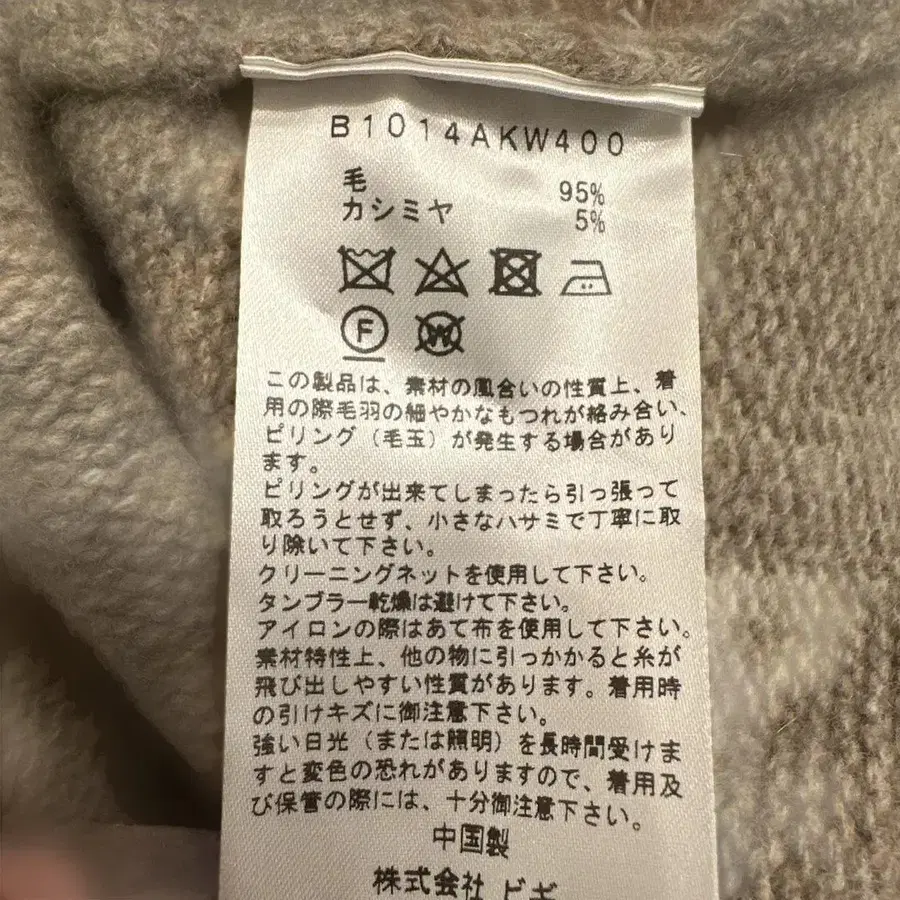 B1014AKW400
毛 95%
カシミヤ 5%
F W
この製品は、素材の風合いの性質上、着
用の際毛羽の細やかなもつれが絡み合い、
ピリング（毛玉）が発生する場合があり
ます。
ピリングが出来てしまったら引っ張って
取ろうとせず、小さなハサミで丁寧に取
り除いて下さい。
クリーニングネットを使用して下さい。
タンブラー乾燥は避けて下さい。
アイロンの際はあて布を使用して下さい。
素材特性上、他の物に引っかかると糸が
飛び出しやすい性質があります。着用時
の引けキズに御注意下さい。
強い日光（または照明）を長時間受けま
すと変色の恐れがありますので、着用及
び保管の際には、十分御注意下さい。
中国製
株式会社 ビギ